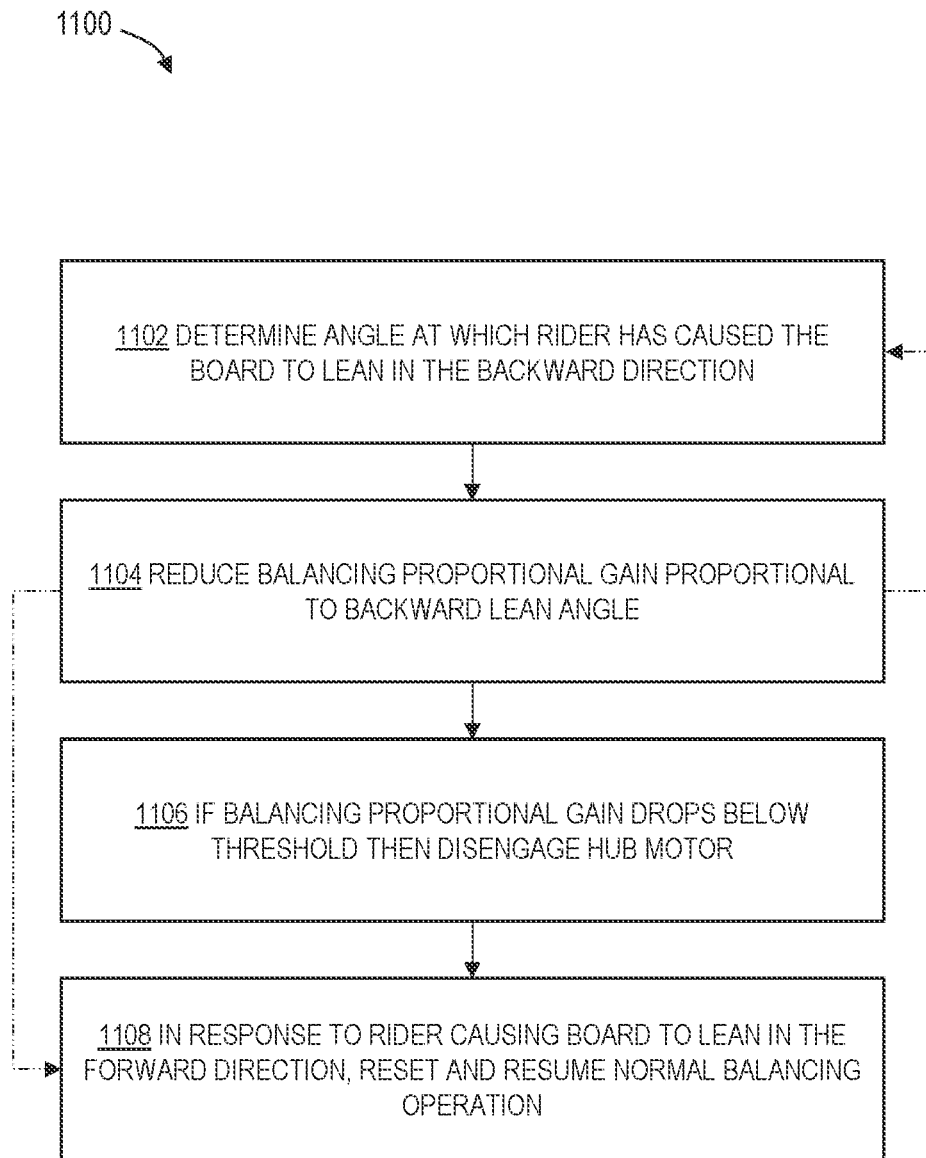 1100
1102 DETERMINE ANGLE AT WHICH RIDER HAS CAUSED THE
BOARD TO LEAN IN THE BACKWARD DIRECTION
1104 REDUCE BALANCING PROPORTIONAL GAIN PROPORTIONAL
TO BACKWARD LEAN ANGLE
1106 IF BALANCING PROPORTIONAL GAIN DROPS BELOW
THRESHOLD THEN DISENGAGE HUB MOTOR
1108 IN RESPONSE TO RIDER CAUSING BOARD TO LEAN IN THE
FORWARD DIRECTION, RESET AND RESUME NORMAL BALANCING
OPERATION